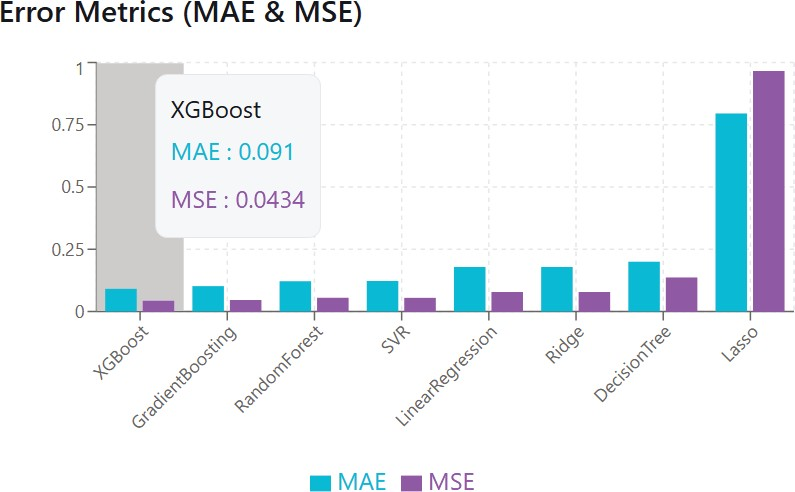 Error Metrics (MAE & MSE)
1
0.75
0.5
0.25
0
XGBoost
MAE : 0.091
MSE : 0.0434
XGBoost
GradientBoosting
RandomForest
SVR
LinearRegression
Ridge
DecisionTree
Lasso
MAE
MSE